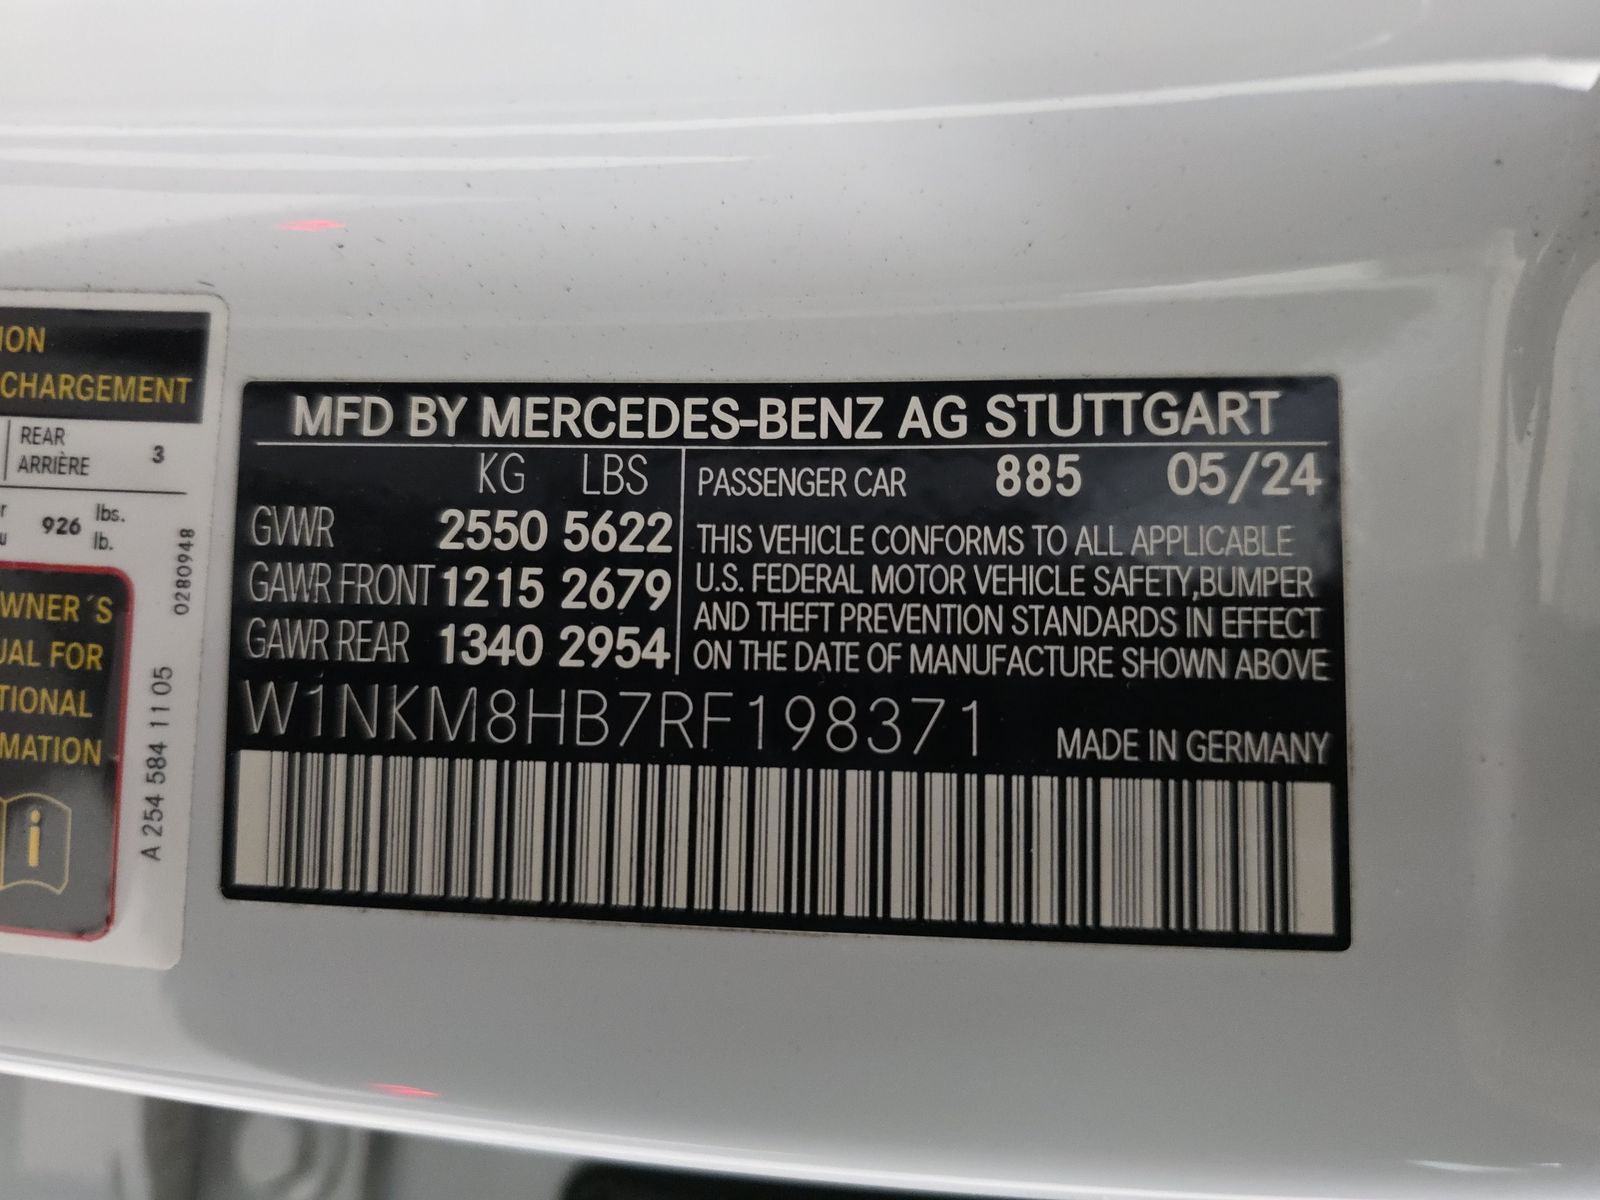 ION
CHARGEMENT
REAR
ARRIÈRE 3
926 lbs.
lb.
WNER´S
UAL FOR
TIONAL
MATION
i
0280948
A 254 584 11 05
MFD BY MERCEDES-BENZ AG STUTTGART
KG LBS
GVWR 2550 5622
GAWR FRONT 1215 2679
GAWR REAR 1340 2954
PASSENGER CAR 885 05/24
THIS VEHICLE CONFORMS TO ALL APPLICABLE
U.S. FEDERAL MOTOR VEHICLE SAFETY,BUMPER
AND THEFT PREVENTION STANDARDS IN EFFECT
ON THE DATE OF MANUFACTURE SHOWN ABOVE
W1NKM8HB7RF198371
MADE IN GERMANY